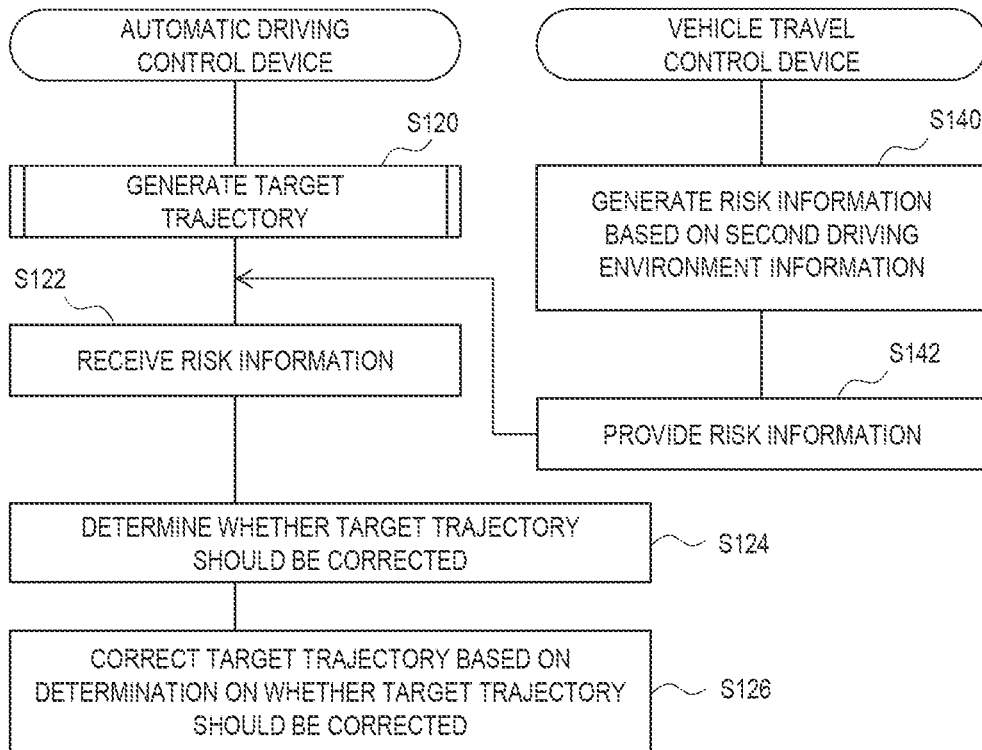 AUTOMATIC DRIVING
CONTROL DEVICE
VEHICLE TRAVEL
CONTROL DEVICE
S120
GENERATE TARGET
TRAJECTORY
S140
GENERATE RISK INFORMATION
BASED ON SECOND DRIVING
ENVIRONMENT INFORMATION
S122
RECEIVE RISK INFORMATION
S142
PROVIDE RISK INFORMATION
DETERMINE WHETHER TARGET TRAJECTORY
SHOULD BE CORRECTED
S124
CORRECT TARGET TRAJECTORY BASED ON
DETERMINATION ON WHETHER TARGET TRAJECTORY
SHOULD BE CORRECTED
S126